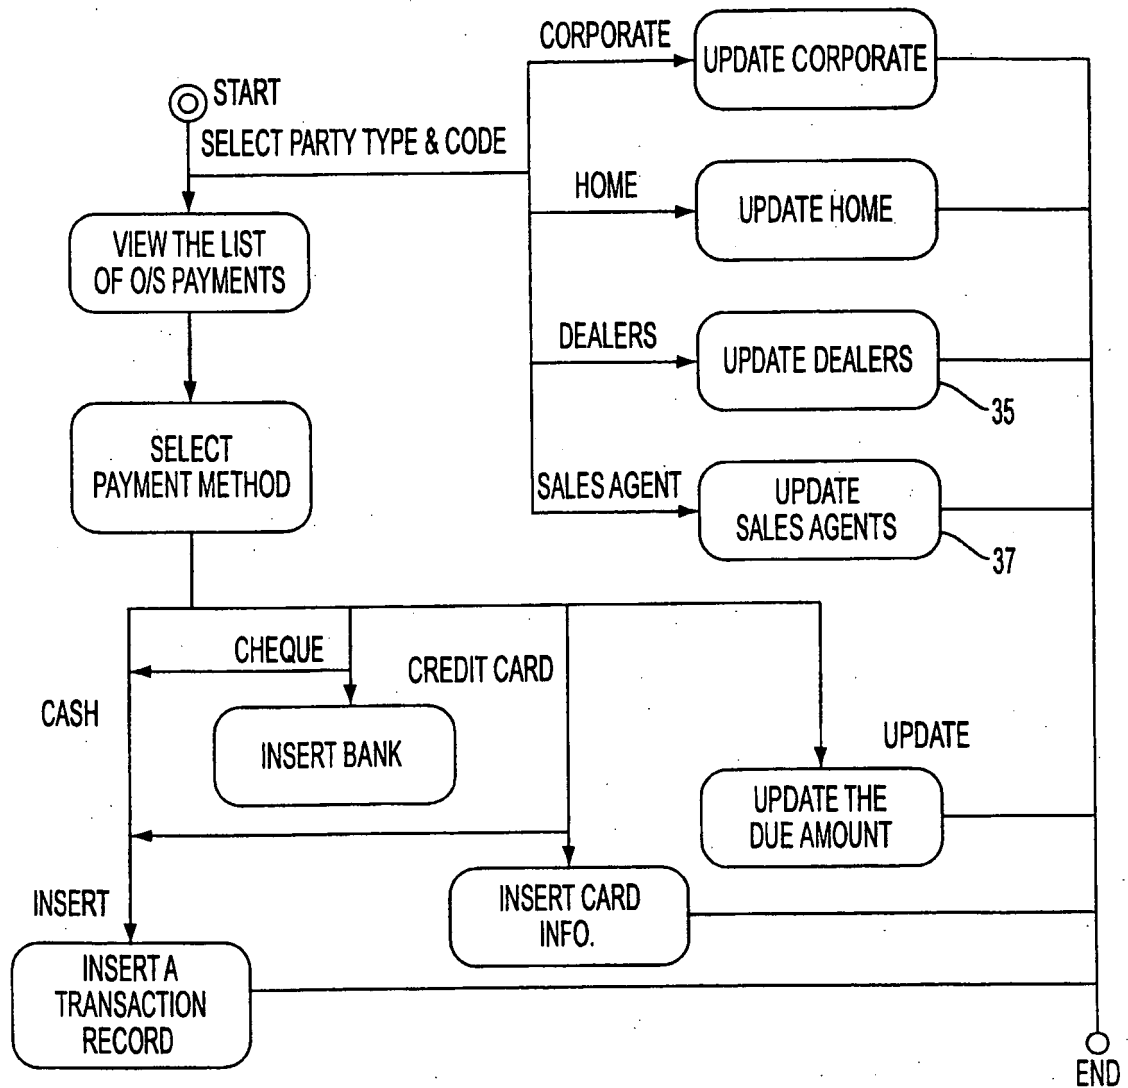 CORPORATE
UPDATE CORPORATE
START
SELECT PARTY TYPE & CODE
HOME
UPDATE HOME
VIEW THE LIST
OF O/S PAYMENTS
DEALERS
UPDATE DEALERS
35
SELECT
PAYMENT METHOD
SALES AGENT
UPDATE
SALES AGENTS
37
CHEQUE
CREDIT CARD
CASH
INSERT BANK
UPDATE
UPDATE THE
DUE AMOUNT
INSERT
INSERT CARD
INFO.
INSERT A
TRANSACTION
RECORD
END